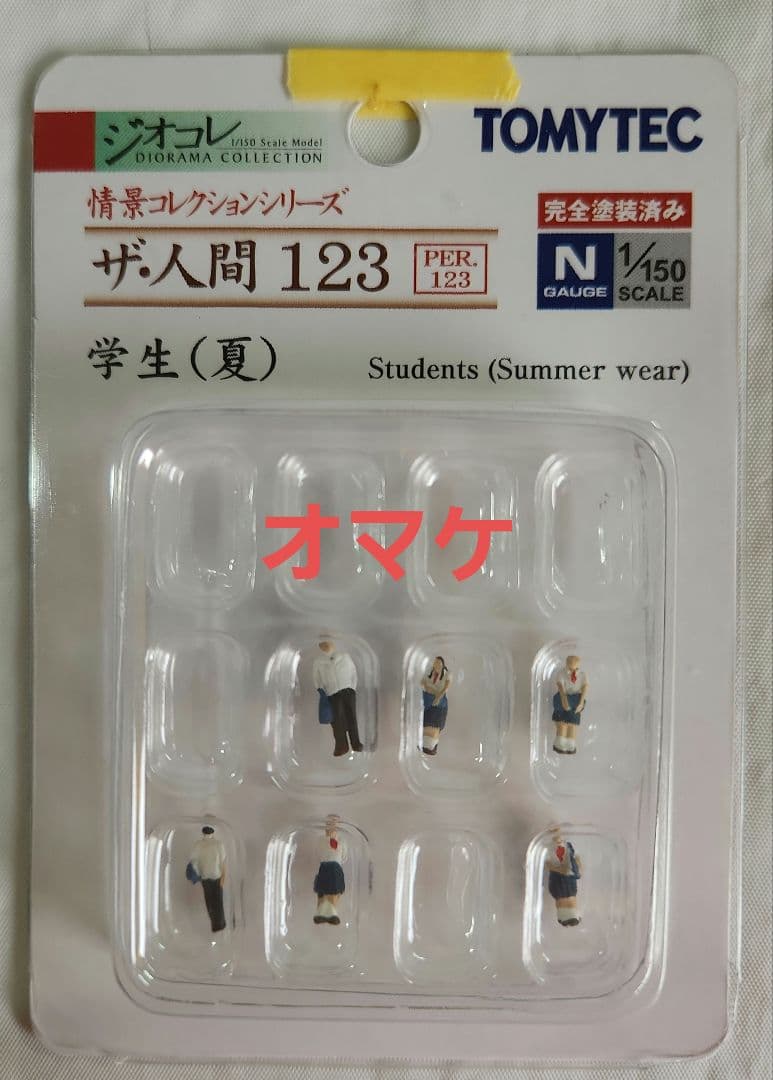 ジオコレ
1/150 Scale Model
DIORAMA COLLECTION
TOMYTEC
情景コレクションシリーズ
完全塗装済み
ザ・人間 123
PER.
123
N
GAUGE
1/150
SCALE
学生(夏)
Students (Summer wear)
オマケ